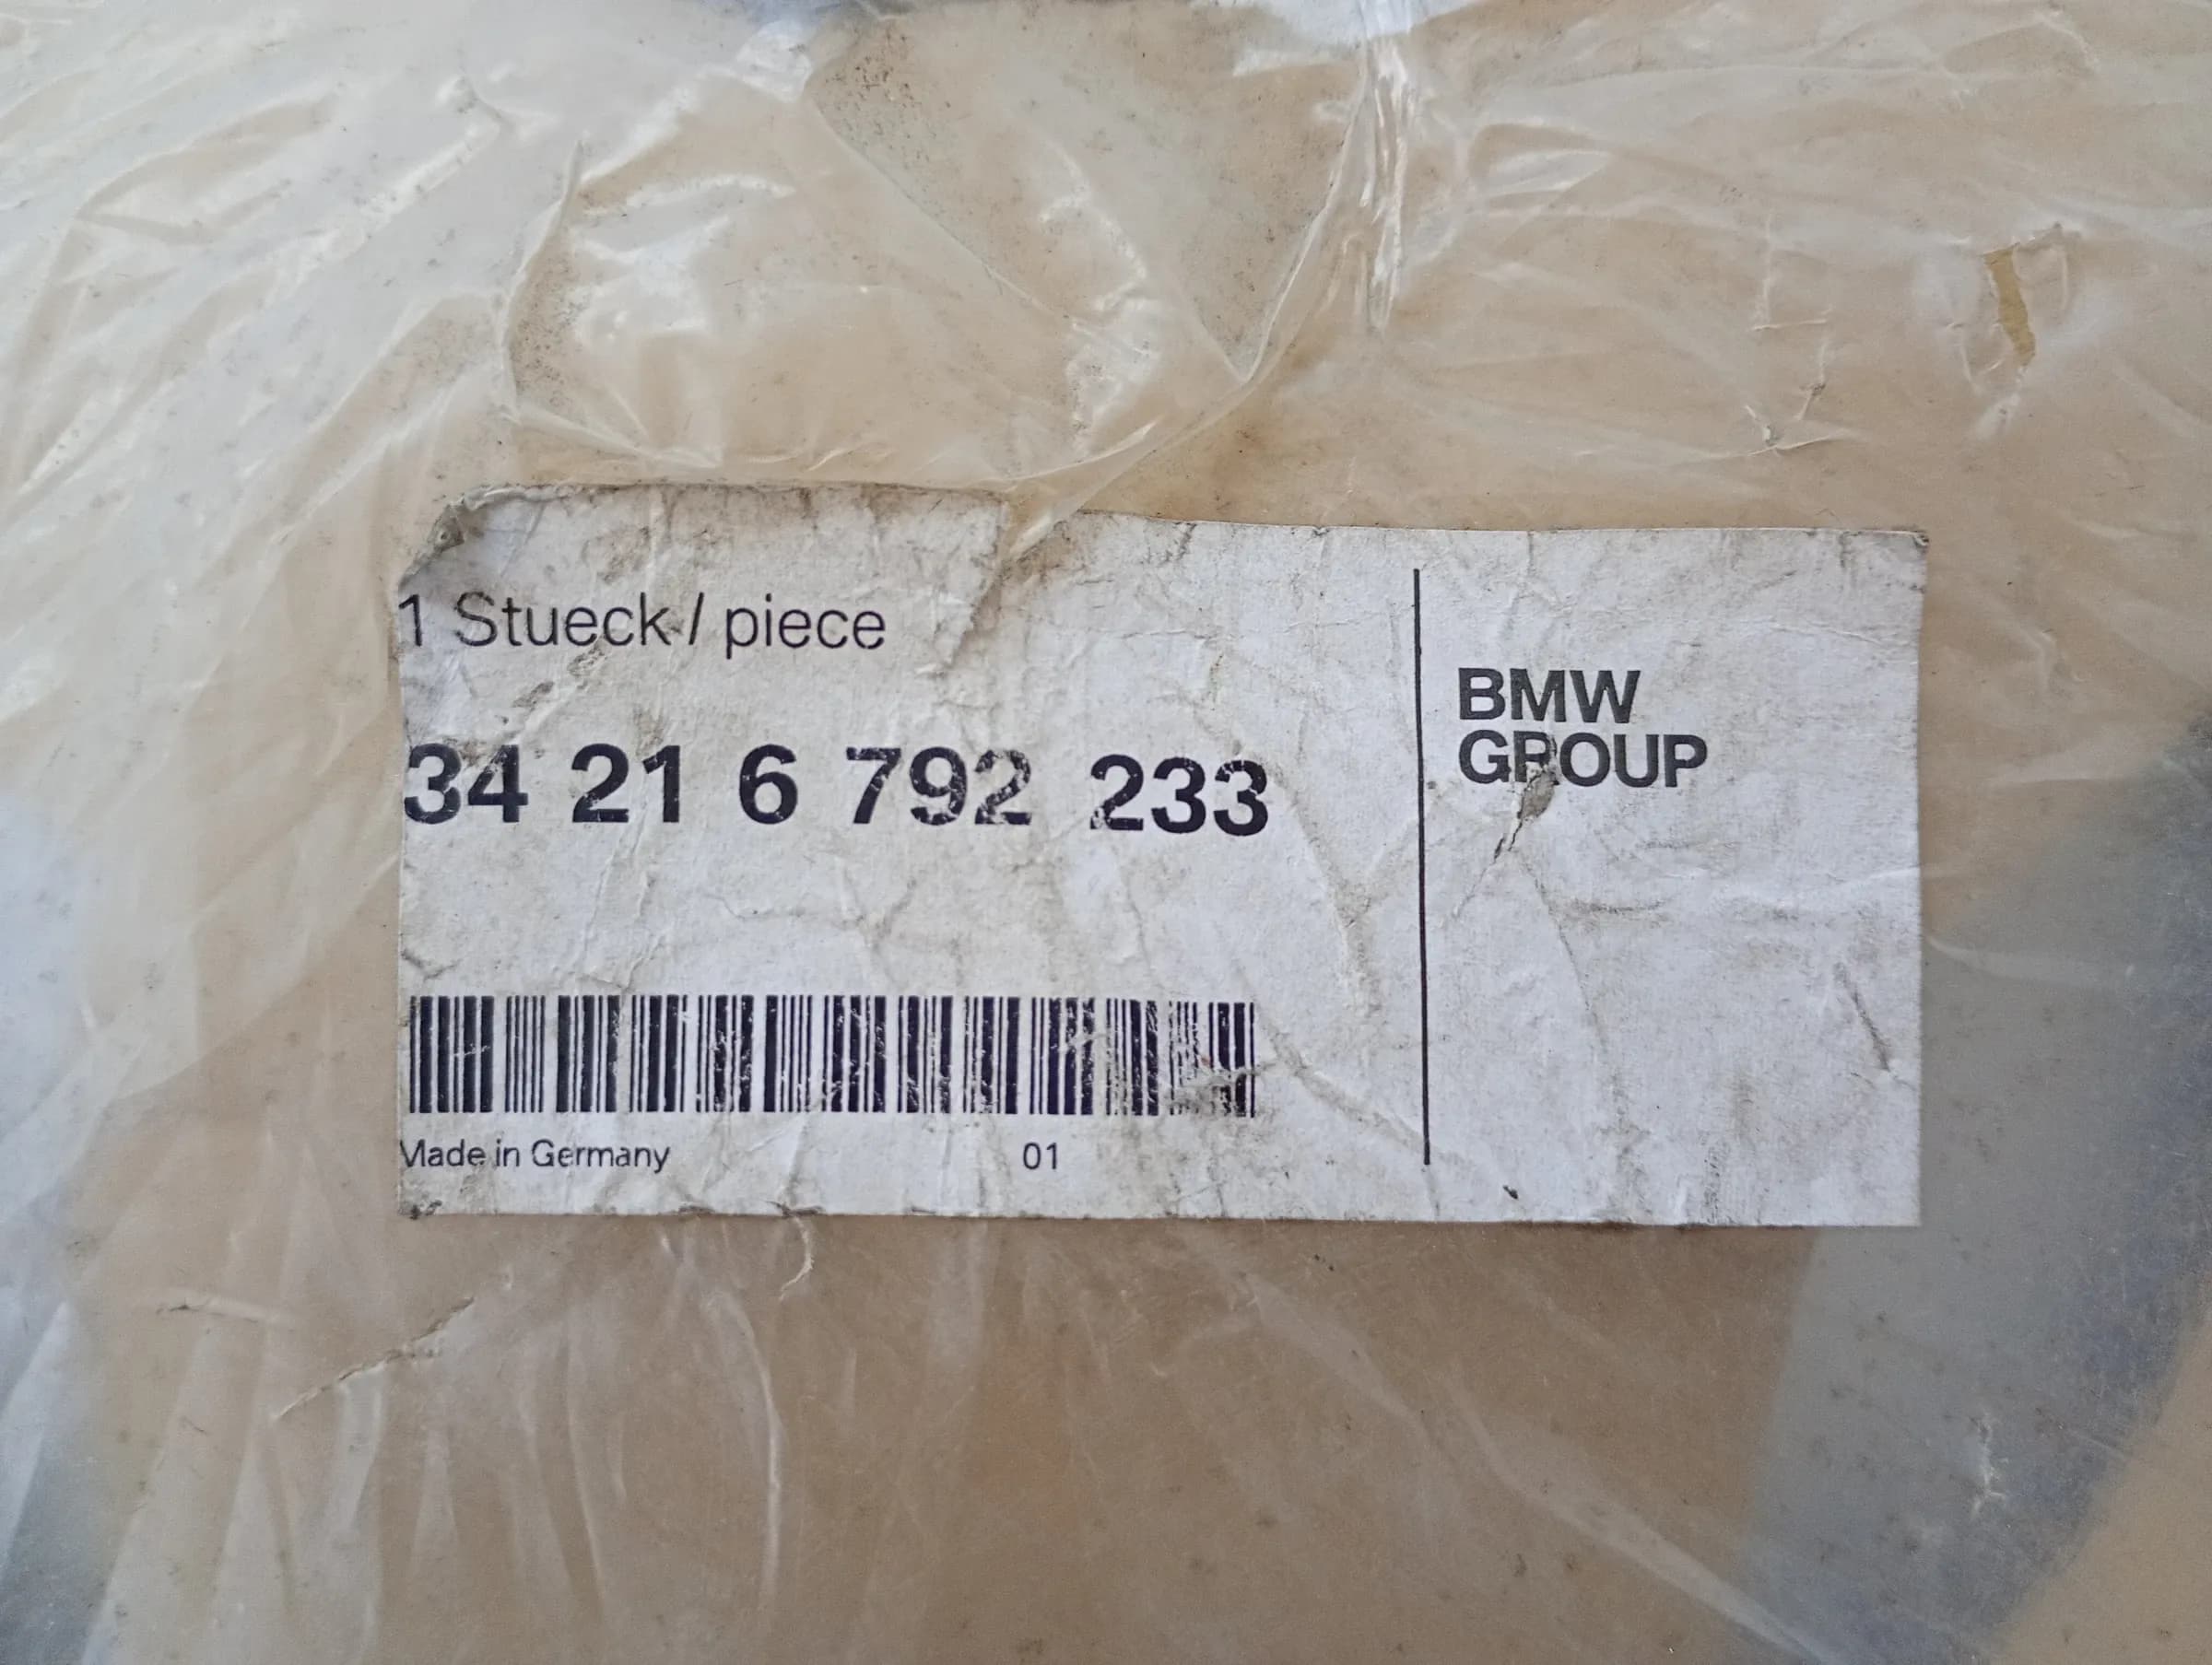 1 Stueck / piece
34 21 6 792 233
Made in Germany 01
BMW
GROUP